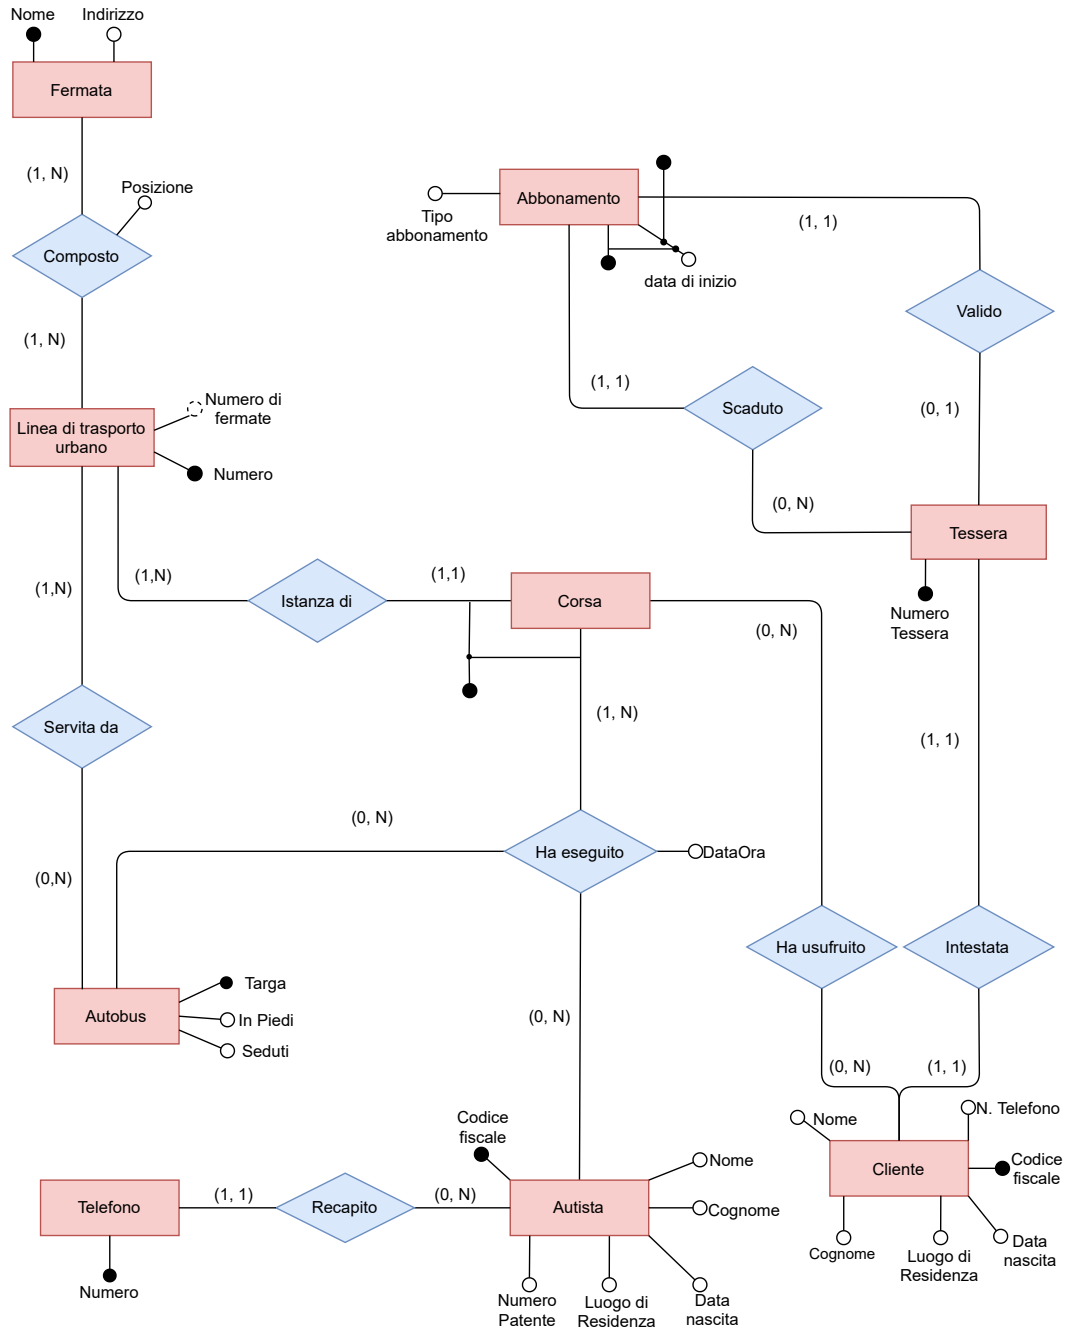 Nome
Indirizzo
Fermata
(1, N)
Posizione
Composto
(1, N)
Linea di trasporto
urbano
Numero di
fermate
Numero
Abbonamento
Tipo
abbonamento
data di inizio
(1, 1)
Valido
(1, 1)
Scaduto
(0, 1)
(0, N)
Tessera
Numero
Tessera
(1,N)
(1,N)
Istanza di
(1,1)
Corsa
(0, N)
(1, N)
(1, 1)
Servita da
(0, N)
Ha eseguito
DataOra
(0,N)
Ha usufruito
Intestata
Autobus
Targa
In Piedi
Seduti
(0, N)
(0, N)
(1, 1)
Telefono
Numero
(1, 1)
Recapito
(0, N)
Codice
fiscale
Autista
Nome
Cognome
Numero
Patente
Luogo di
Residenza
Data
nascita
Nome
N. Telefono
Cliente
Codice
fiscale
Cognome
Luogo di
Residenza
Data
nascita